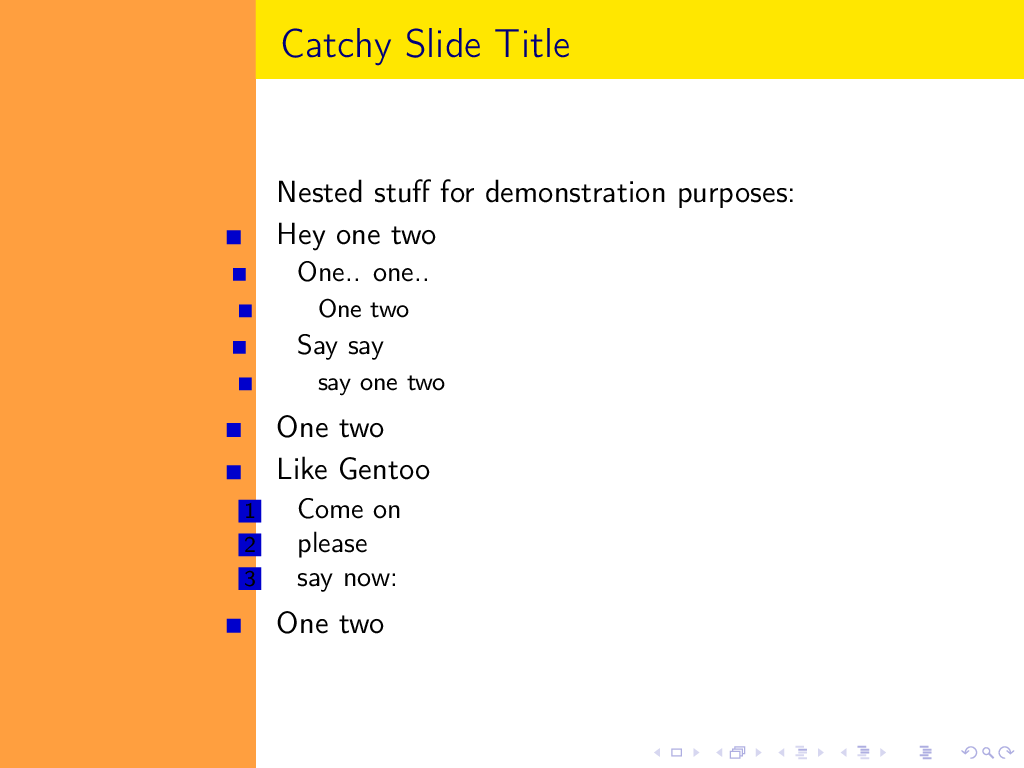 Catchy Slide Title
Nested stuff for demonstration purposes:
Hey one two
One.. one..
One two
Say say
say one two
One two
Like Gentoo
1 Come on
2 please
3 say now:
One two